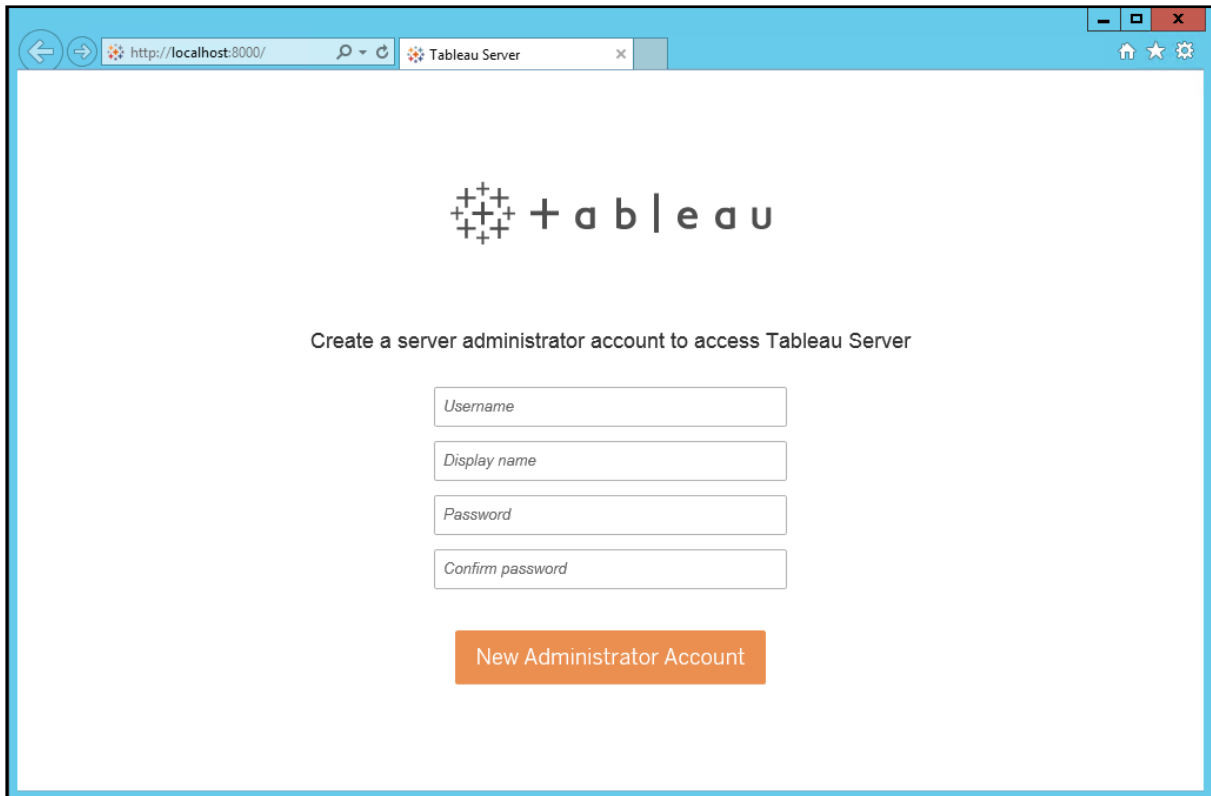 http://localhost:8000/
Tableau Server
+ableau
Create a server administrator account to access Tableau Server
Username
Display name
Password
Confirm password
New Administrator Account